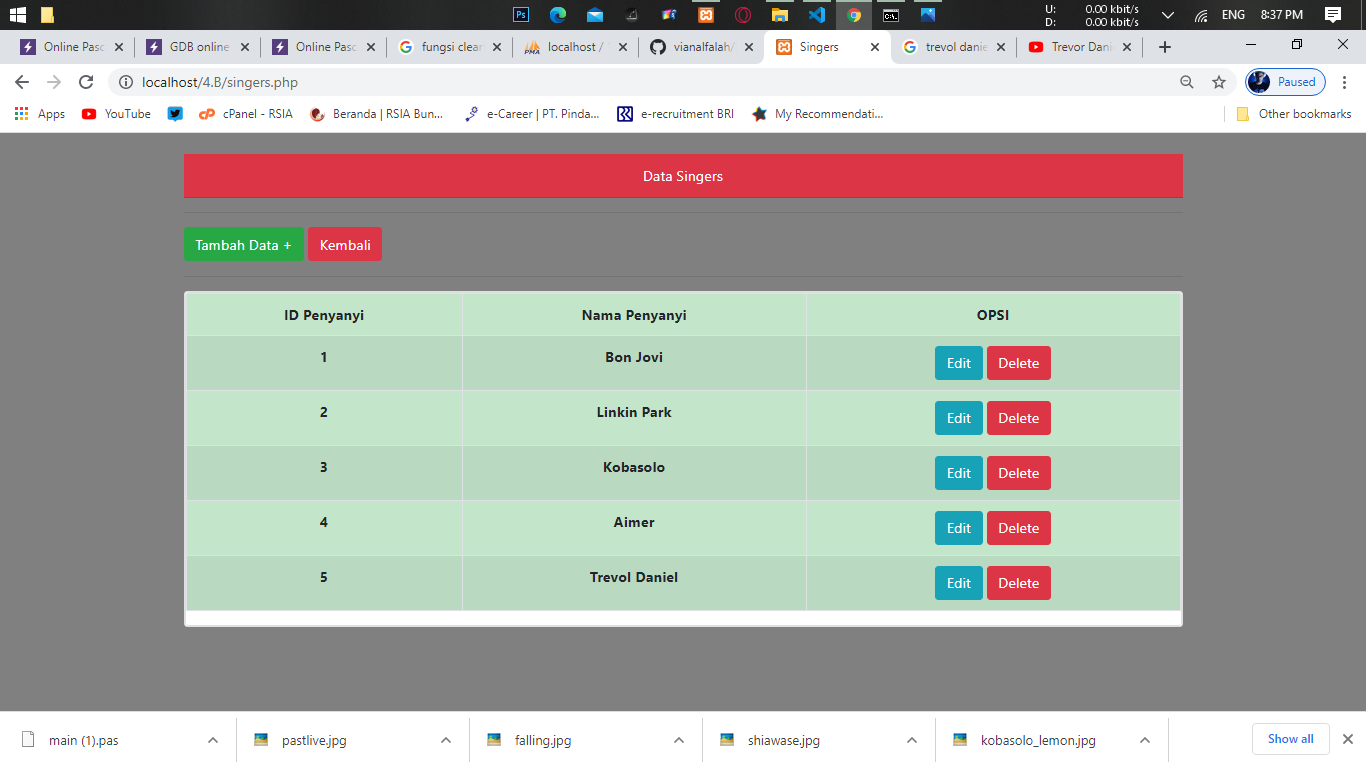 Ps U: 0.00 kbit/s
D: 0.00 kbit/s ENG 8:37 PM
Online Pasc GDB online Online Pasc fungsi clear localhost / vianalfalah/ Singers trevol danie Trevor Dani
localhost/4.B/singers.php Paused
Apps YouTube cPanel - RSIA Beranda | RSIA Bun... e-Career | PT. Pinda... e-recruitment BRI My Recommendati... Other bookmarks
Data Singers
Tambah Data + Kembali
ID Penyanyi Nama Penyanyi OPSI
1 Bon Jovi Edit Delete
2 Linkin Park Edit Delete
3 Kobasolo Edit Delete
4 Aimer Edit Delete
5 Trevol Daniel Edit Delete
main (1).pas pastlive.jpg falling.jpg shiawase.jpg kobasolo_lemon.jpg Show all